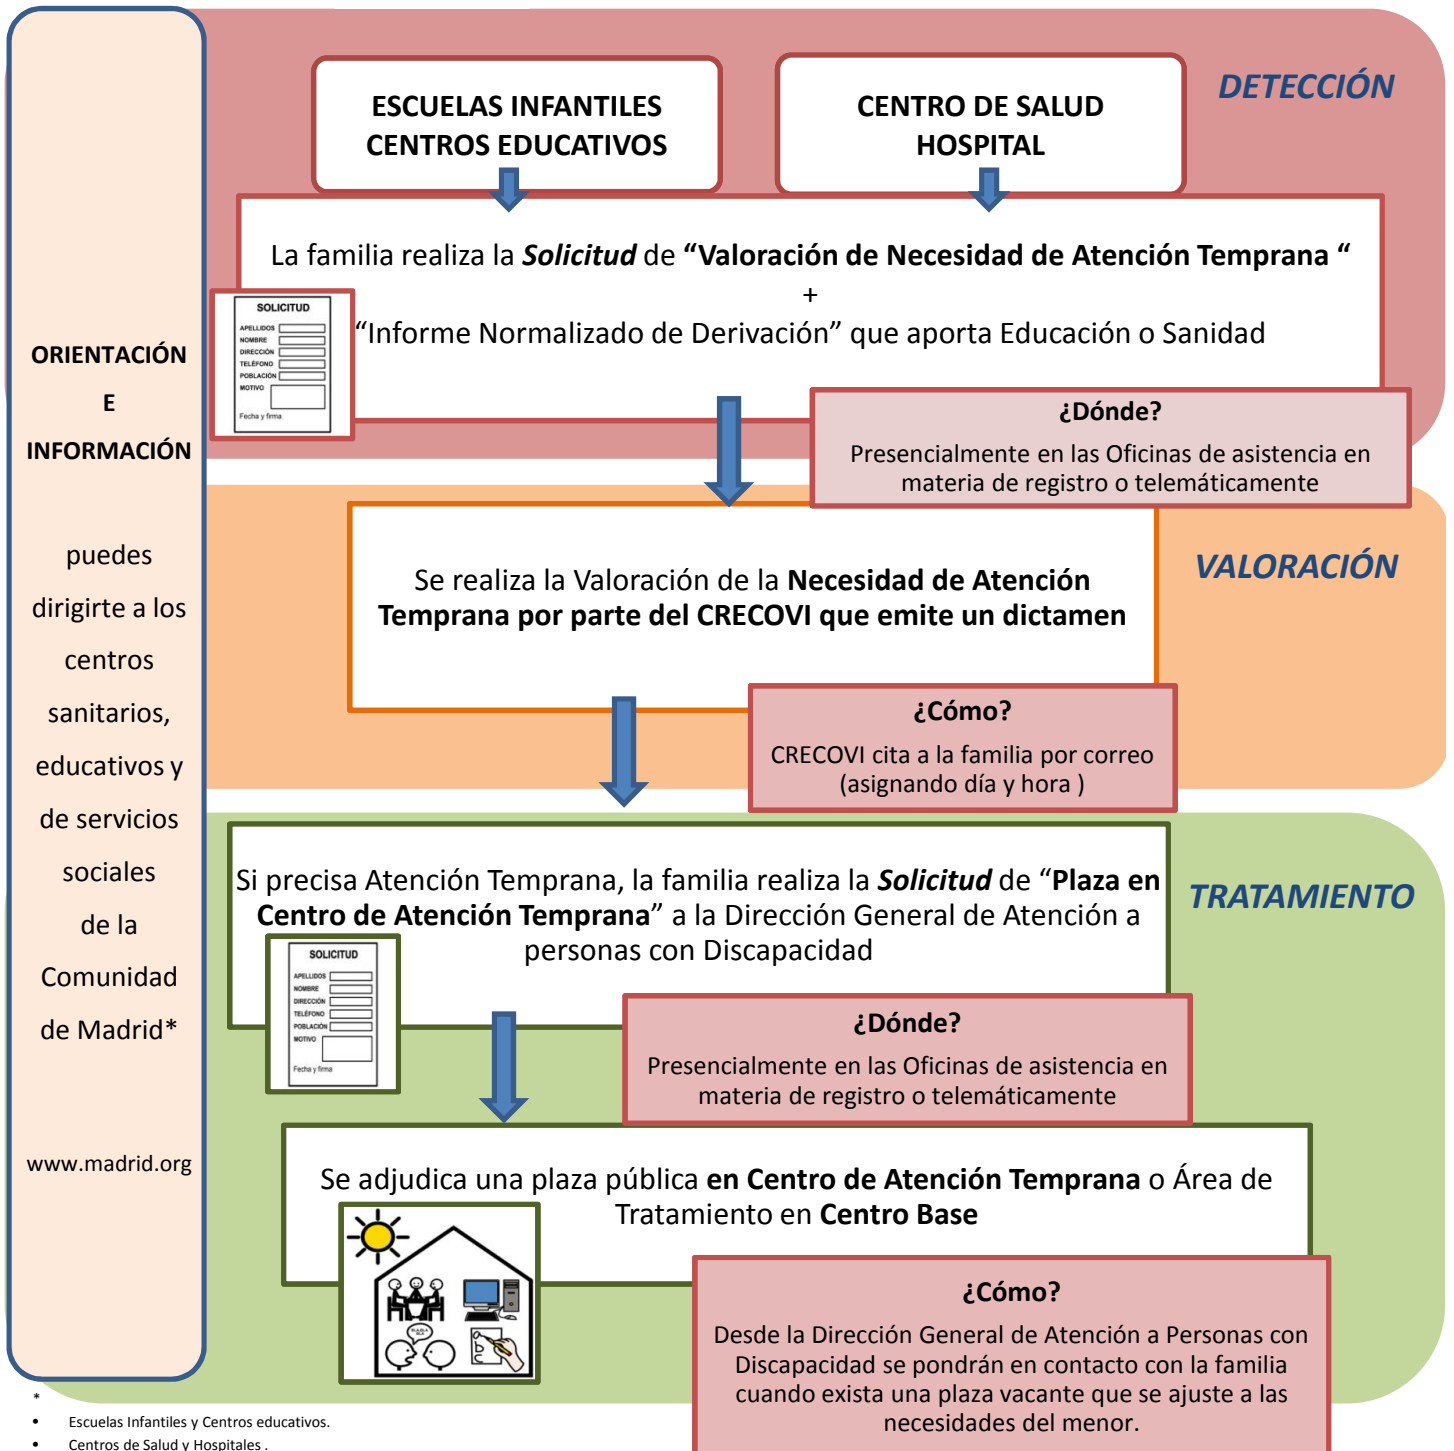 ORIENTACIÓN
E
INFORMACIÓN
puedes
dirigirte a los
centros
sanitarios,
educativos y
de servicios
sociales
de la
Comunidad
de Madrid*
www.madrid.org
DETECCIÓN
ESCUELAS INFANTILES
CENTROS EDUCATIVOS
CENTRO DE SALUD
HOSPITAL
La familia realiza la Solicitud de “Valoración de Necesidad de Atención Temprana “
+
“Informe Normalizado de Derivación” que aporta Educación o Sanidad
SOLICITUD
APELLIDOS
NOMBRE
DIRECCIÓN
TELÉFONO
POBLACIÓN
MOTIVO
Fecha y firma
¿Dónde?
Presencialmente en las Oficinas de asistencia en
materia de registro o telemáticamente
VALORACIÓN
Se realiza la Valoración de la Necesidad de Atención
Temprana por parte del CRECOVI que emite un dictamen
¿Cómo?
CRECOVI cita a la familia por correo
(asignando día y hora )
TRATAMIENTO
Si precisa Atención Temprana, la familia realiza la Solicitud de “Plaza en
Centro de Atención Temprana” a la Dirección General de Atención a
personas con Discapacidad
SOLICITUD
APELLIDOS
NOMBRE
DIRECCIÓN
TELÉFONO
POBLACIÓN
MOTIVO
Fecha y firma
¿Dónde?
Presencialmente en las Oficinas de asistencia en
materia de registro o telemáticamente
Se adjudica una plaza pública en Centro de Atención Temprana o Área de
Tratamiento en Centro Base
¿Cómo?
Desde la Dirección General de Atención a Personas con
Discapacidad se pondrán en contacto con la familia
cuando exista una plaza vacante que se ajuste a las
necesidades del menor.
*
• Escuelas Infantiles y Centros educativos.
• Centros de Salud y Hospitales .